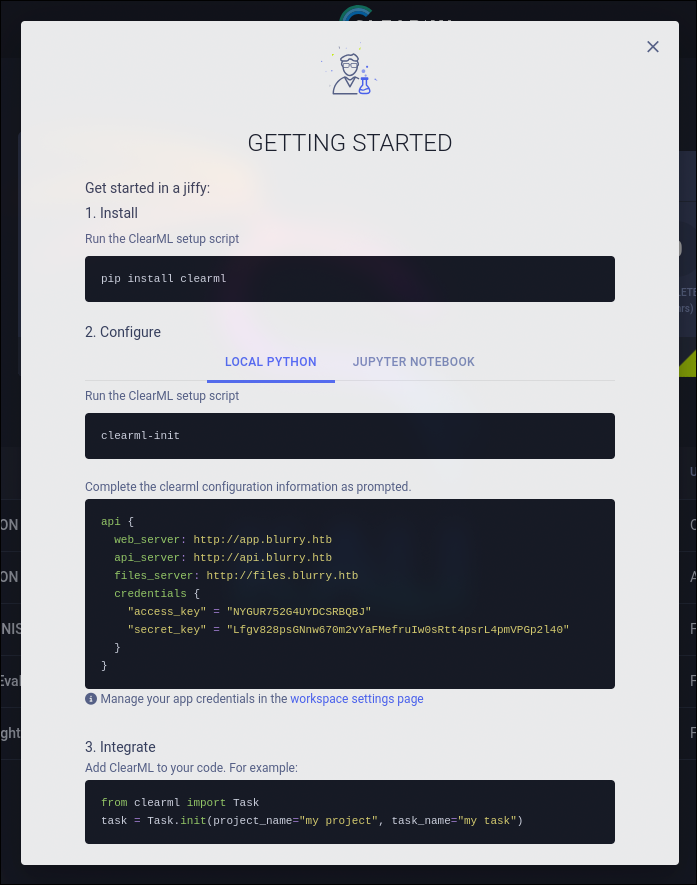 GETTING STARTED
Get started in a jiffy:
1. Install
Run the ClearML setup script
pip install clearml
2. Configure
LOCAL PYTHON JUPYTER NOTEBOOK
Run the ClearML setup script
clearml-init
Complete the clearml configuration information as prompted.
api {
web_server: http://app.blurry.htb
api_server: http://api.blurry.htb
files_server: http://files.blurry.htb
credentials {
"access_key" = "NYGUR752G4UYDCSRBQBJ"
"secret_key" = "Lfgv828psGNnw670m2vYaFMefruIw0sRtt4psrL4pmVPGp2l40"
}
}
Manage your app credentials in the workspace settings page
3. Integrate
Add ClearML to your code. For example:
from clearml import Task
task = Task.init(project_name="my project", task_name="my task")